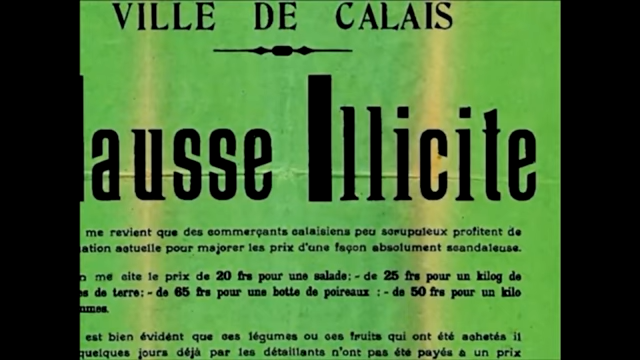 VILLE DE CALAIS
Hausse Illicite
me revient que des commerçants calaisiens peu scrupuleux profitent de
ation actuelle pour majorer les prix d'une façon absolument scandaleuse.
n me cite le prix de 20 frs pour une salade; - de 25 frs pour un kilog de
es de terre; - de 65 frs pour une botte de poireaux : - de 50 frs pour un kilo
mmes.
est bien évident que ces légumes ou ces fruits qui ont été achetés il
quelques jours déjà par les détaillants n'ont pas été payés à un prix